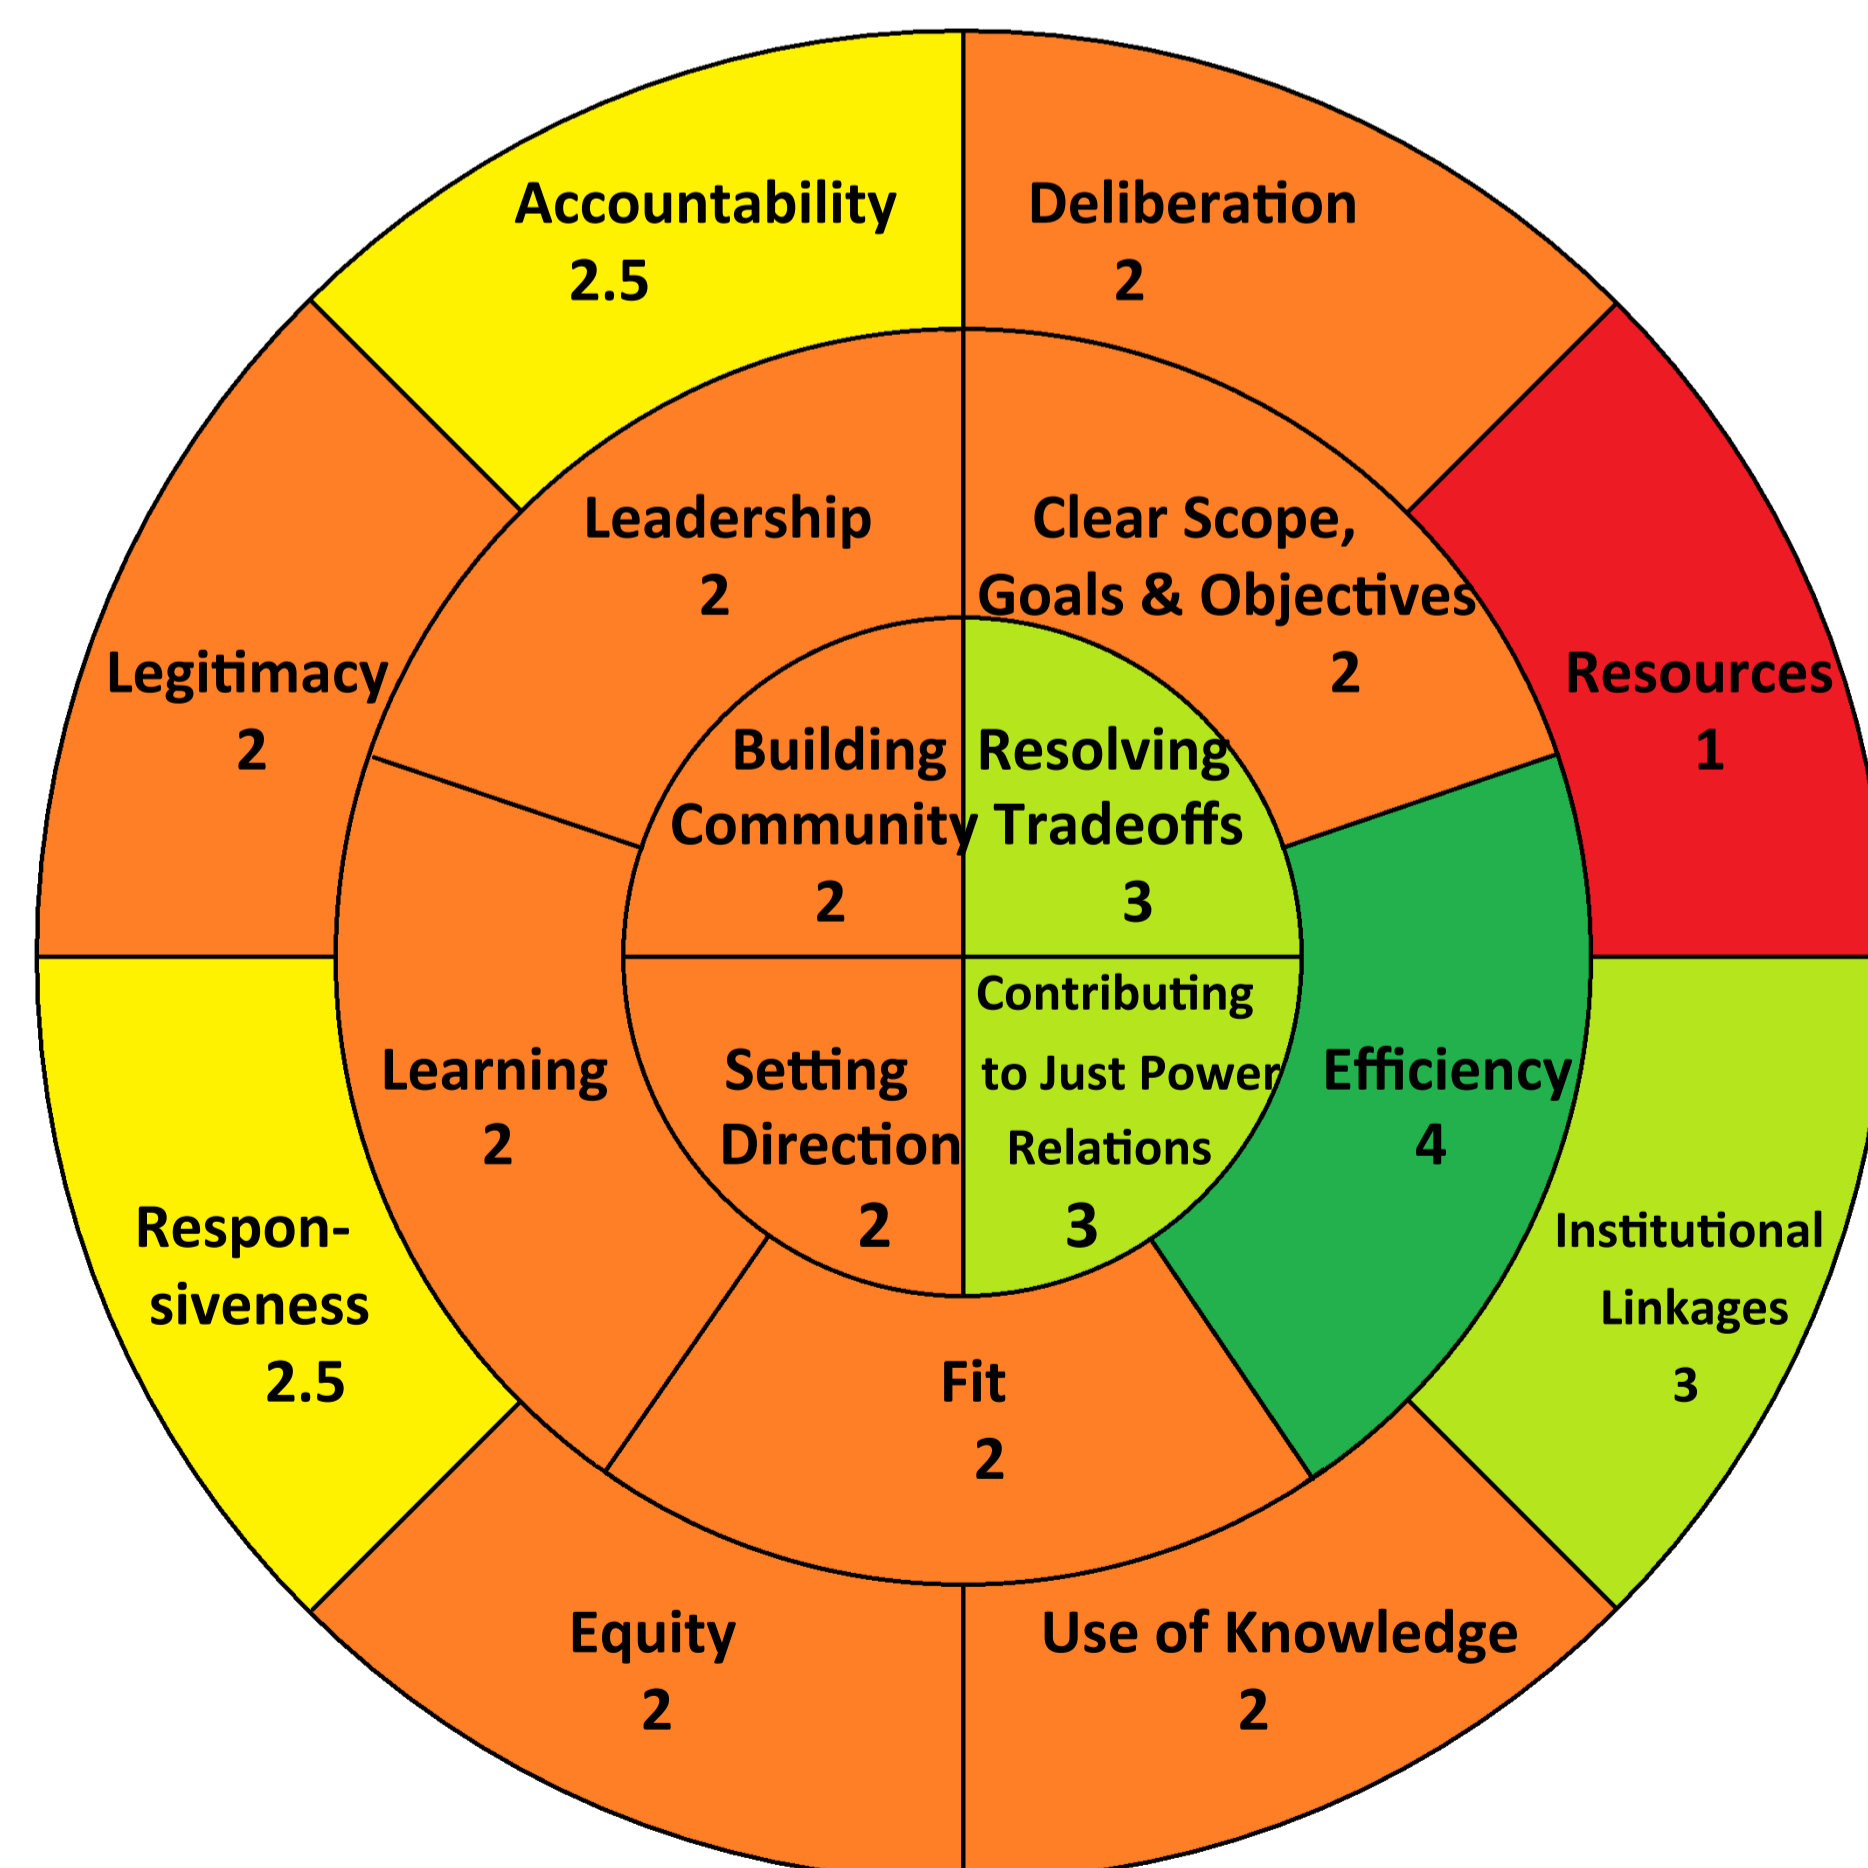 Accountability
2.5
Deliberation
2
Leadership
2
Clear Scope,
Goals & Objectives
2
Legitimacy
2
Resources
1
Building
Community
2
Resolving
Tradeoffs
3
Contributing
to Just Power
Relations
3
Setting
Direction
2
Learning
2
Efficiency
4
Respon-
siveness
2.5
Institutional
Linkages
3
Fit
2
Equity
2
Use of Knowledge
2